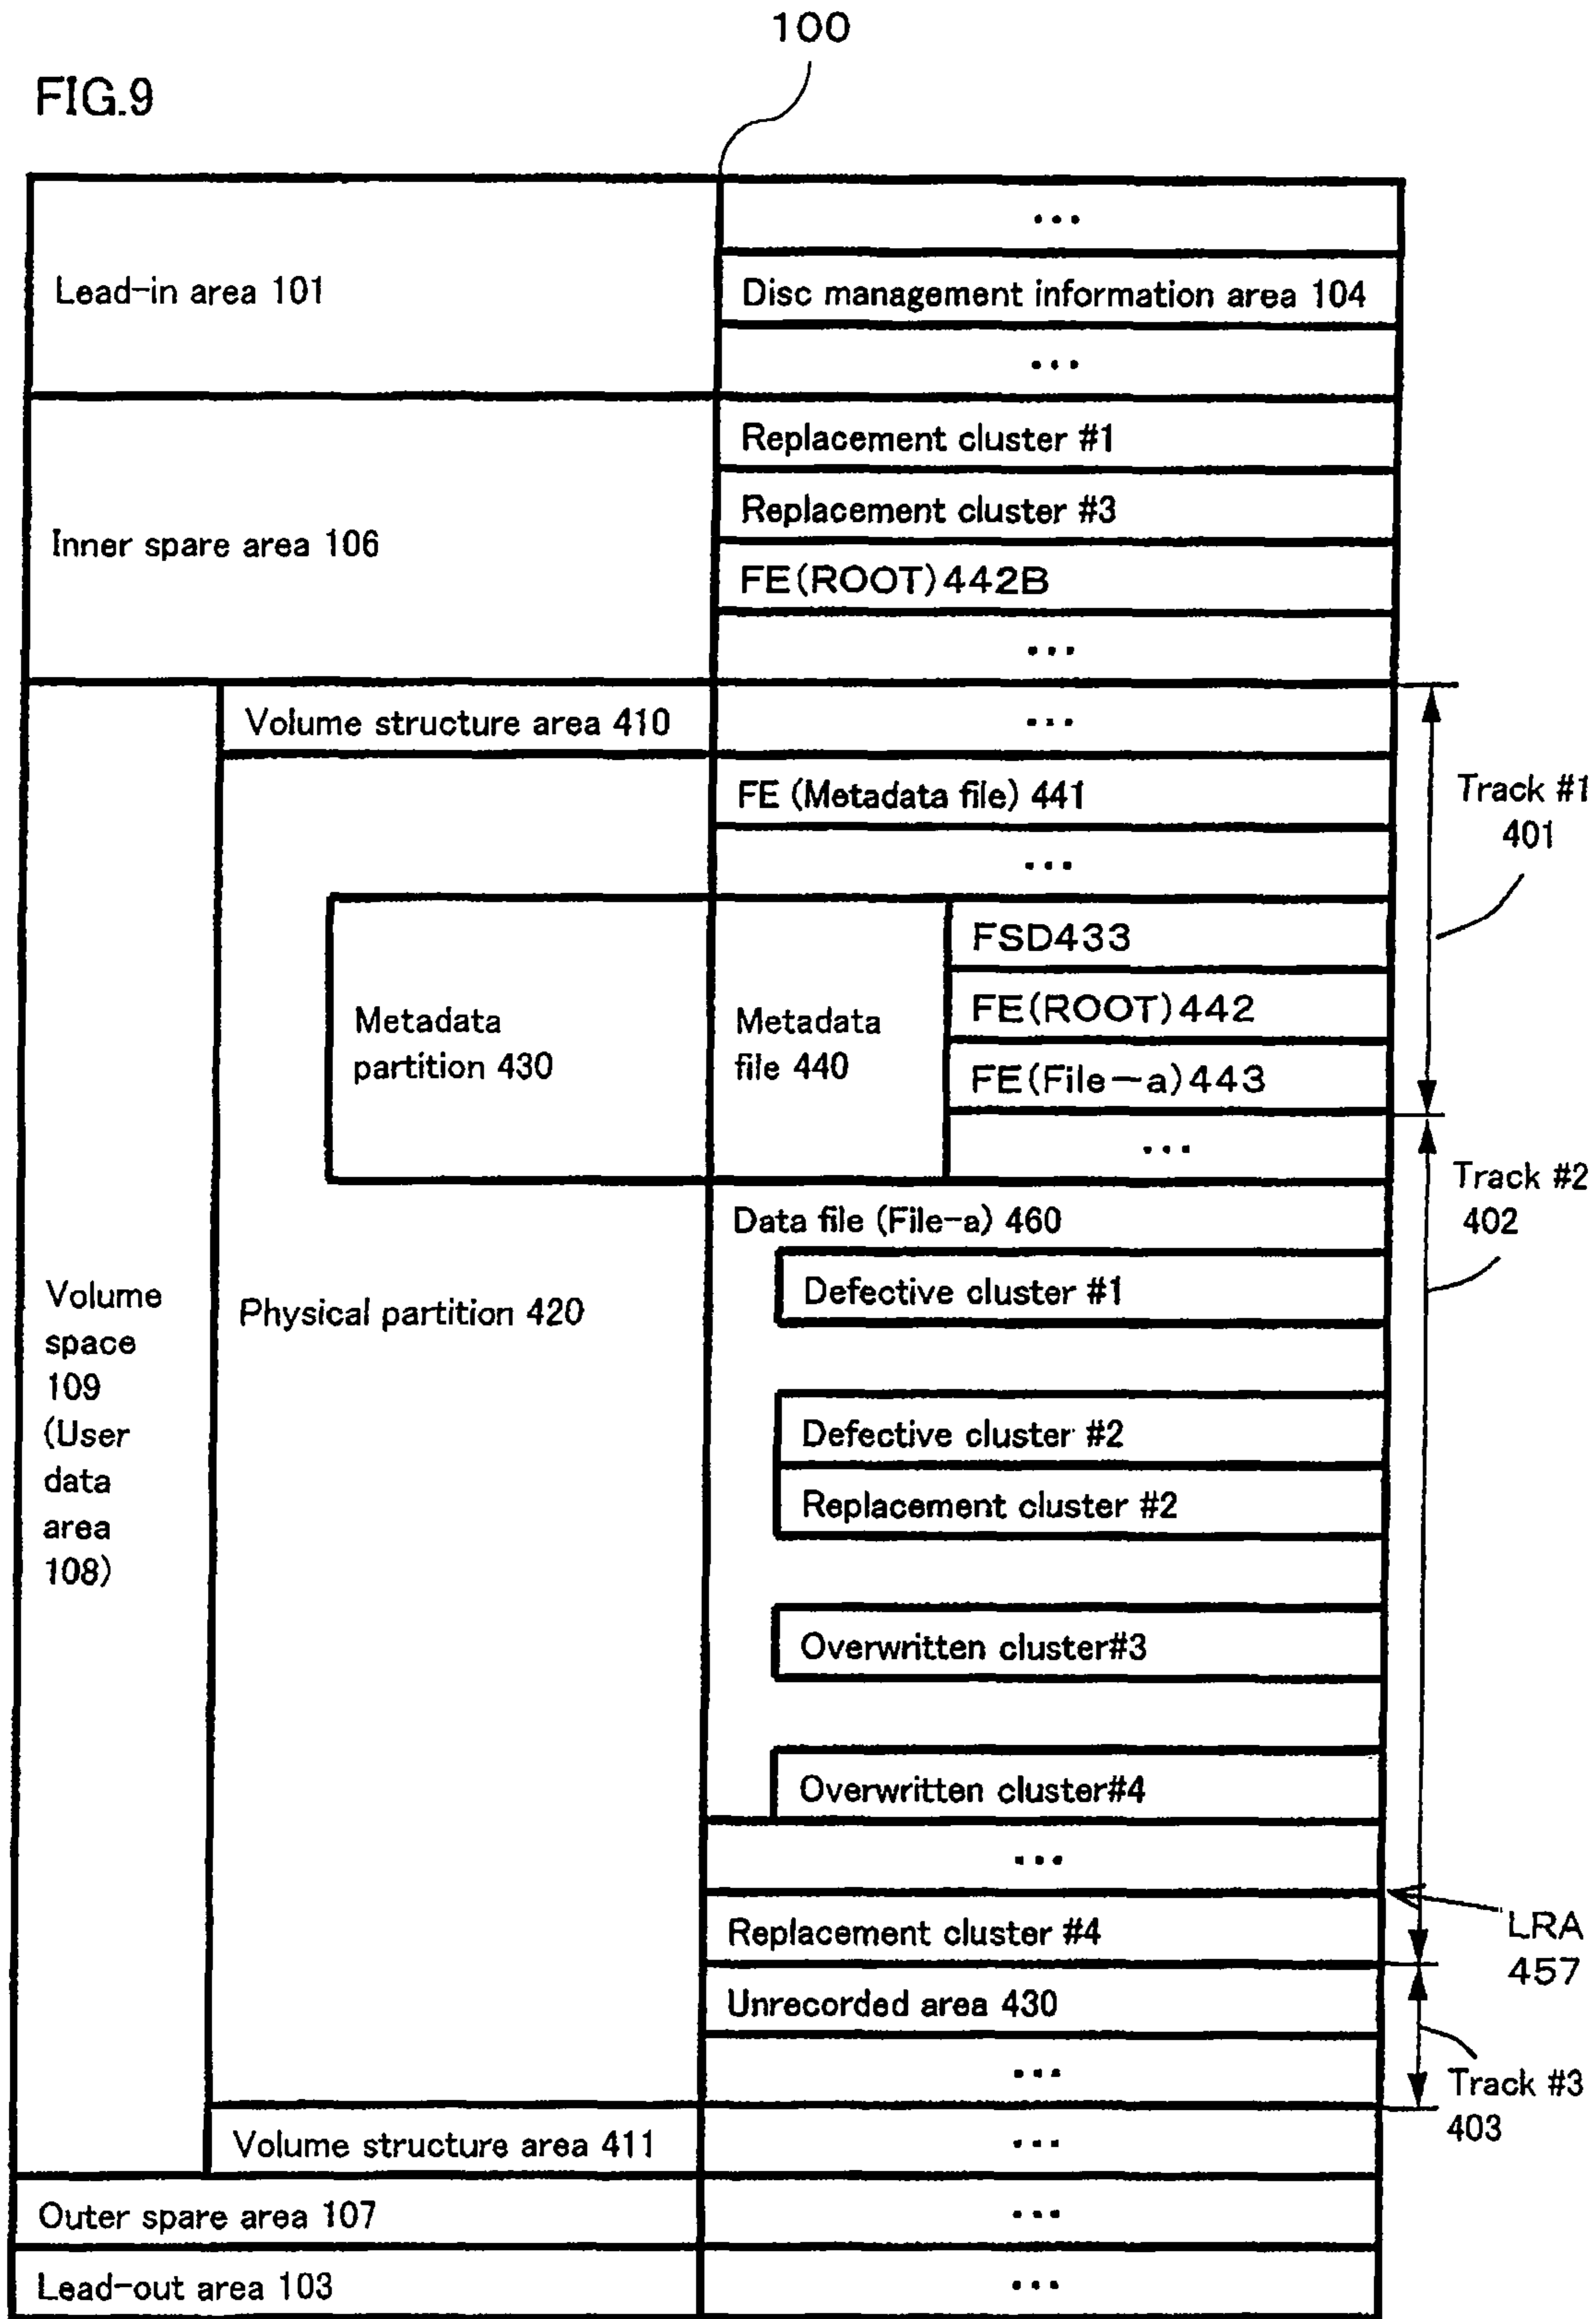 100
FIG.9
...
Lead-in area 101
Disc management information area 104
...
Replacement cluster #1
Replacement cluster #3
Inner spare area 106
FE(ROOT)442B
...
Volume structure area 410
...
FE (Metadata file) 441
Track #1
401
...
FSD433
Metadata
partition 430
Metadata
file 440
FE(ROOT)442
FE(File-a)443
...
Track #2
402
Data file (File-a) 460
Volume
space
109
(User
data
area
108)
Physical partition 420
Defective cluster #1
Defective cluster #2
Replacement cluster #2
Overwritten cluster#3
Overwritten cluster#4
...
Replacement cluster #4
LRA
457
Unrecorded area 430
...
Track #3
403
Volume structure area 411
...
Outer spare area 107
...
Lead-out area 103
...